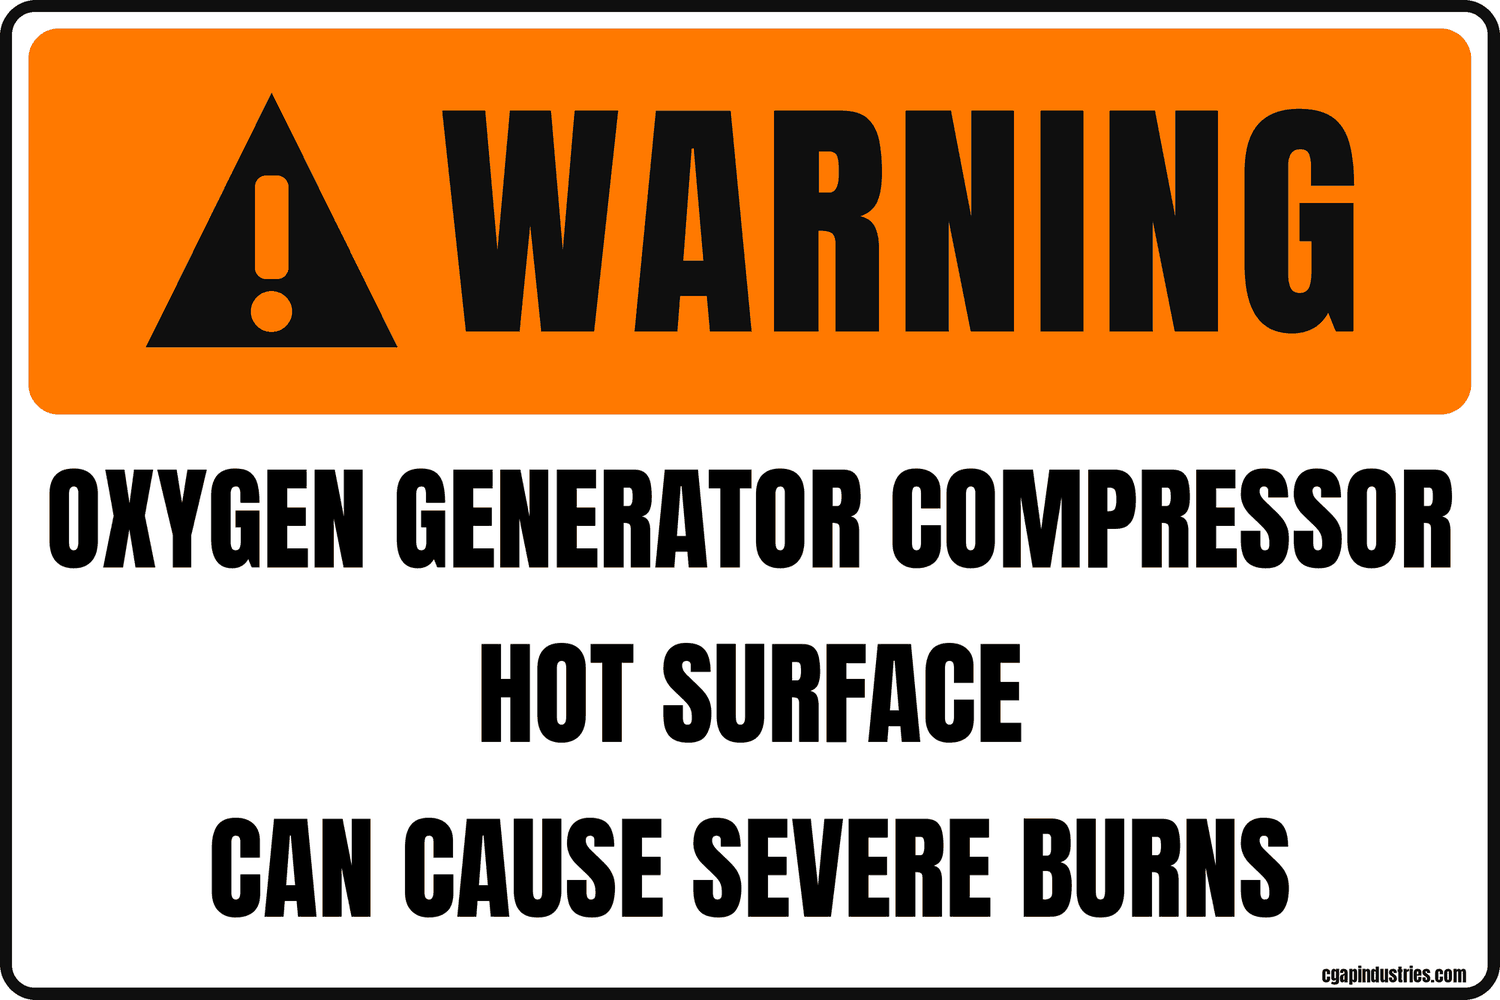 WARNING
OXYGEN GENERATOR COMPRESSOR
HOT SURFACE
CAN CAUSE SEVERE BURNS
cgapindustries.com